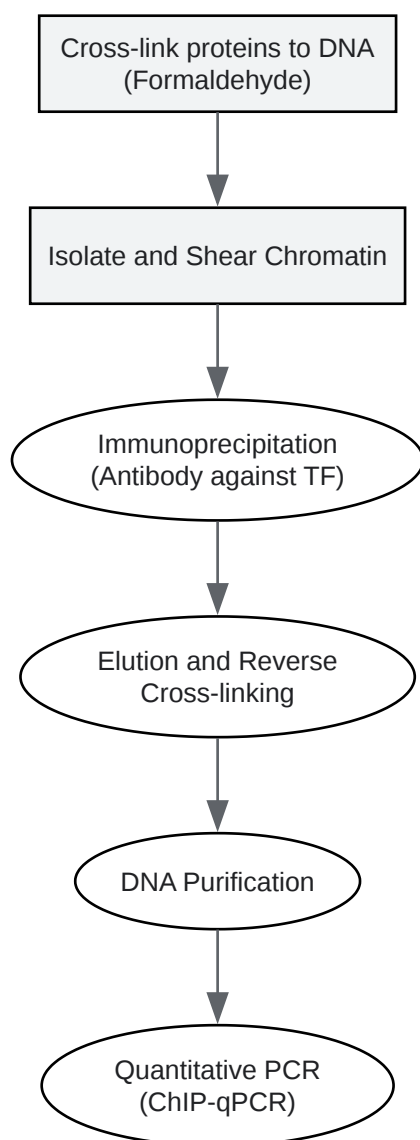 Cross-link proteins to DNA
(Formaldehyde)
Isolate and Shear Chromatin
Immunoprecipitation
(Antibody against TF)
Elution and Reverse
Cross-linking
DNA Purification
Quantitative PCR
(ChIP-qPCR)